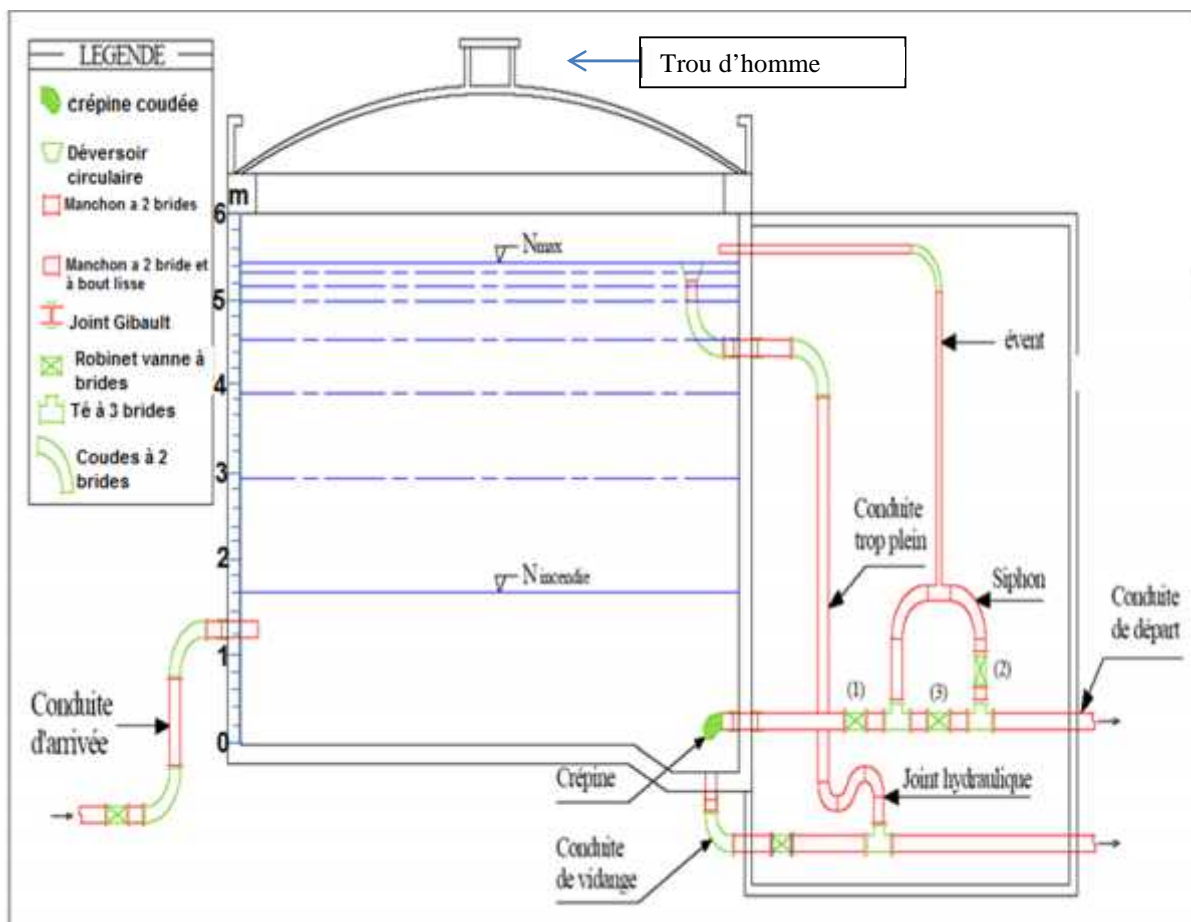 LEGENDE
crépine coudée
Déversoir
circulaire
Manchon a 2 brides
Manchon a 2 bride et
à bout lisse
Joint Gibault
Robinet vanne à
brides
Té à 3 brides
Coudes à 2
brides
Trou d'homme
m
6
5
4
3
2
1
0
Nmax
N incendie
évent
Conduite
trop plein
Siphon
Conduite
de départ
(1)
(3)
(2)
Conduite
d'arrivée
Crépine
Joint hydraulique
Conduite
de vidange